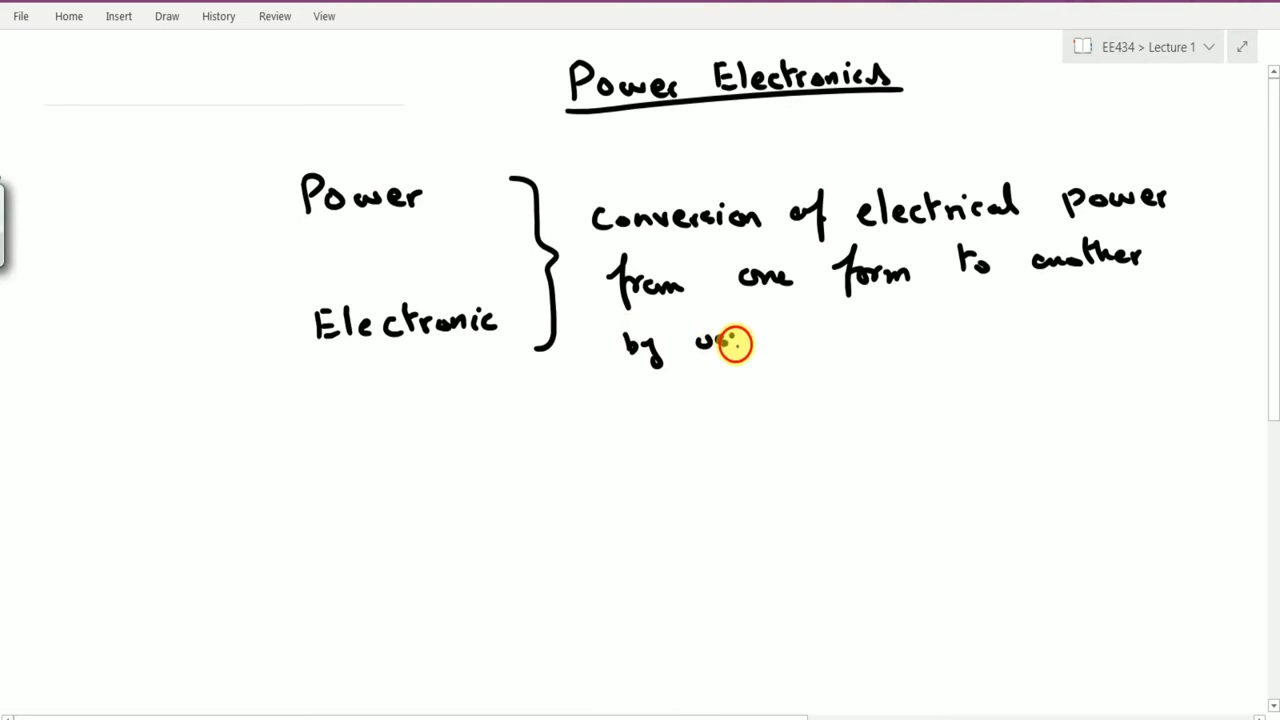 File Home Insert Draw History Review View
EE434 > Lecture 1
Power Electronics
Power
Electronic
conversion of electrical power
from one form to another
by